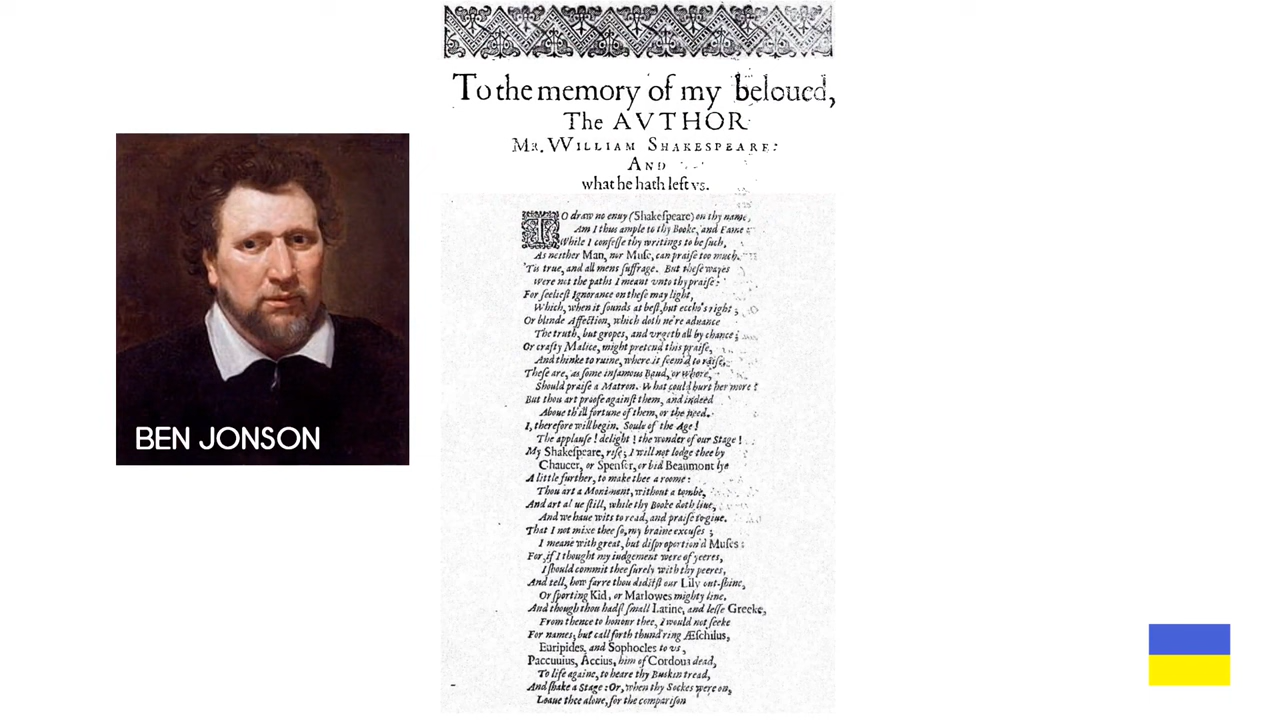 To the memory of my beloued,
The AVTHOR
MR. WILLIAM SHAKESPEARE:
AND
what he hath left vs.
TO draw no enuy (Shakeſpeare) on thy name,
Am I thus ample to thy Booke, and Fame:
While I confeſſe thy writings to be ſuch,
As neither Man, nor Muſe, can praiſe too much.
'Tis true, and all mens ſuffrage. But theſe wayes
were not the paths I meant vnto thy praiſe:
For ſeelieſt Ignorance on theſe may light,
Which, when it ſounds at beſt, but eccho's right;
Or blinde Affection, which doth ne're aduance
The truth, but gropes, and vrgeth all by chance;
Or crafty Malice, might pretend this praiſe,
And thinke to ruine, where it ſeem'd to raiſe.
Theſe are, as ſome infamous Baud, or Whore,
Should praiſe a Matron. What could hurt her more?
But thou art proofe againſt them, and indeed
Aboue th'ill fortune of them, or the need.
I, therefore will begin. Soule of the Age!
The applauſe! delight! the wonder of our Stage!
My Shakeſpeare, riſe; I will not lodge thee by
Chaucer, or Spenſer, or bid Beaumont lye
A little further, to make thee a roome:
Thou art a Moniment, without a tombe,
And art aliue ſtill, while thy Booke doth liue,
And we haue wits to read, and praiſe to giue.
That I not mixe thee ſo, my braine excuſes;
I meane with great, but diſproportion'd Muſes:
For, if I thought my iudgement were of yeeres,
I ſhould commit thee ſurely with thy peeres,
And tell, how farre thou didſtſt our Lily out-ſhine,
Or ſporting Kid, or Marlowes mighty line.
And though thou hadſt ſmall Latine, and leſſe Greeke,
From thence to honour thee, I would not ſeeke
For names; but call forth thund'ring Æſchilus,
Euripides, and Sophocles to vs,
Paccuuius, Accius, him of Cordoua dead,
To life againe, to heare thy Buskin tread,
And ſhake a Stage: Or, when thy Sockes were on,
Leaue thee alone, for the compariſon
BEN JONSON